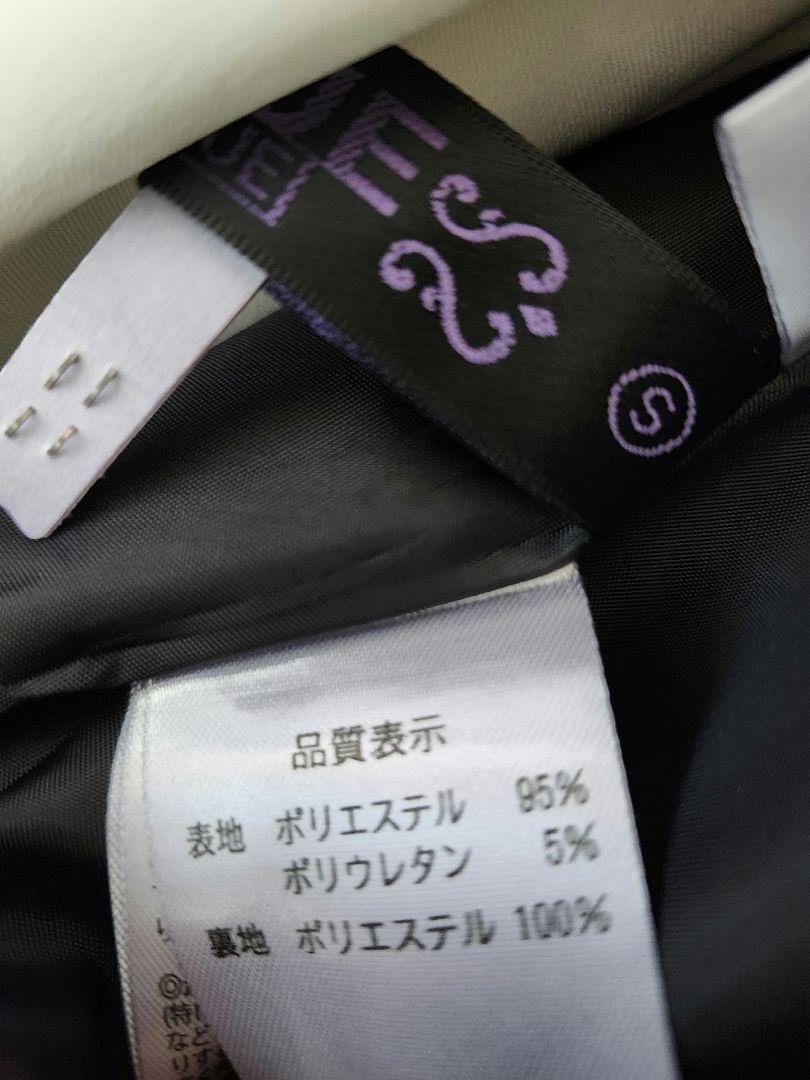 S
品質表示
表地 ポリエステル 95%
ポリウレタン 5%
裏地 ポリエステル 100%